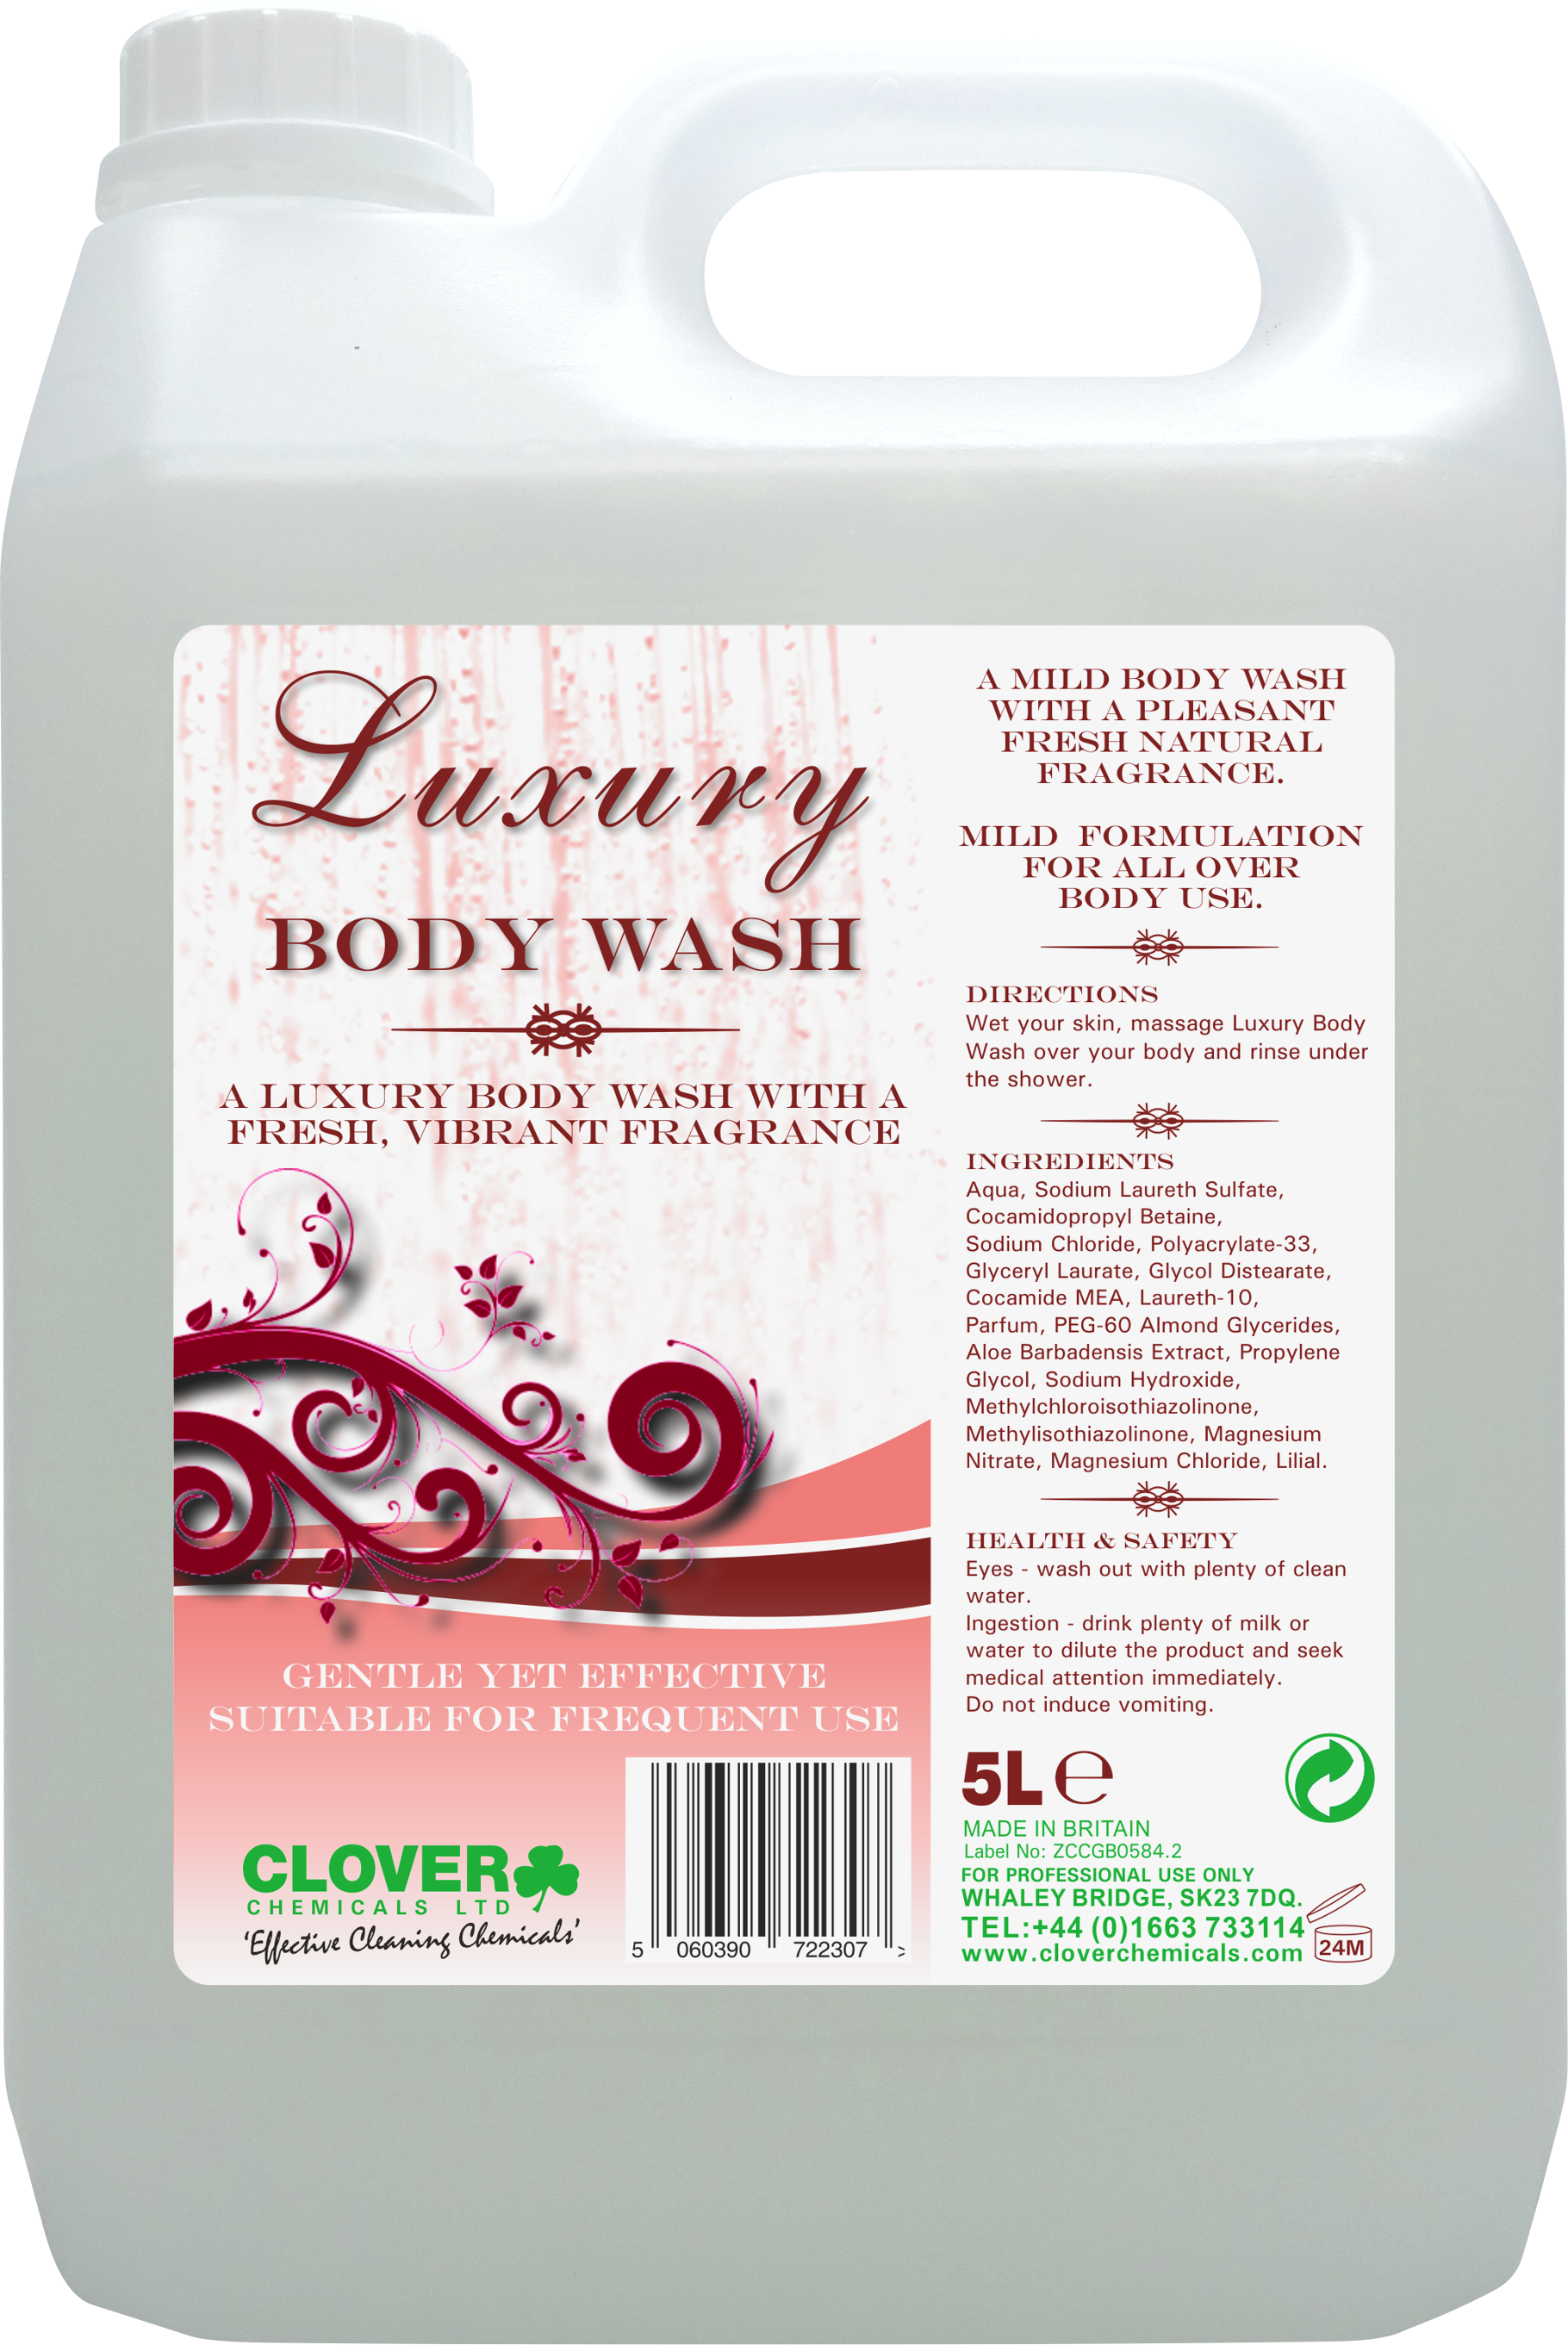 Luxury
BODY WASH
A LUXURY BODY WASH WITH A
FRESH, VIBRANT FRAGRANCE
GENTLE YET EFFECTIVE
SUITABLE FOR FREQUENT USE
CLOVER
CHEMICALS LTD
'Effective Cleaning Chemicals'
5 060390 722307 >
A MILD BODY WASH
WITH A PLEASANT
FRESH NATURAL
FRAGRANCE.
MILD FORMULATION
FOR ALL OVER
BODY USE.
DIRECTIONS
Wet your skin, massage Luxury Body
Wash over your body and rinse under
the shower.
INGREDIENTS
Aqua, Sodium Laureth Sulfate,
Cocamidopropyl Betaine,
Sodium Chloride, Polyacrylate-33,
Glyceryl Laurate, Glycol Distearate,
Cocamide MEA, Laureth-10,
Parfum, PEG-60 Almond Glycerides,
Aloe Barbadensis Extract, Propylene
Glycol, Sodium Hydroxide,
Methylchloroisothiazolinone,
Methylisothiazolinone, Magnesium
Nitrate, Magnesium Chloride, Lilial.
HEALTH & SAFETY
Eyes - wash out with plenty of clean
water.
Ingestion - drink plenty of milk or
water to dilute the product and seek
medical attention immediately.
Do not induce vomiting.
5L e
MADE IN BRITAIN
Label No: ZCCGB0584.2
FOR PROFESSIONAL USE ONLY
WHALEY BRIDGE, SK23 7DQ.
TEL:+44 (0)1663 733114
www.cloverchemicals.com
24M